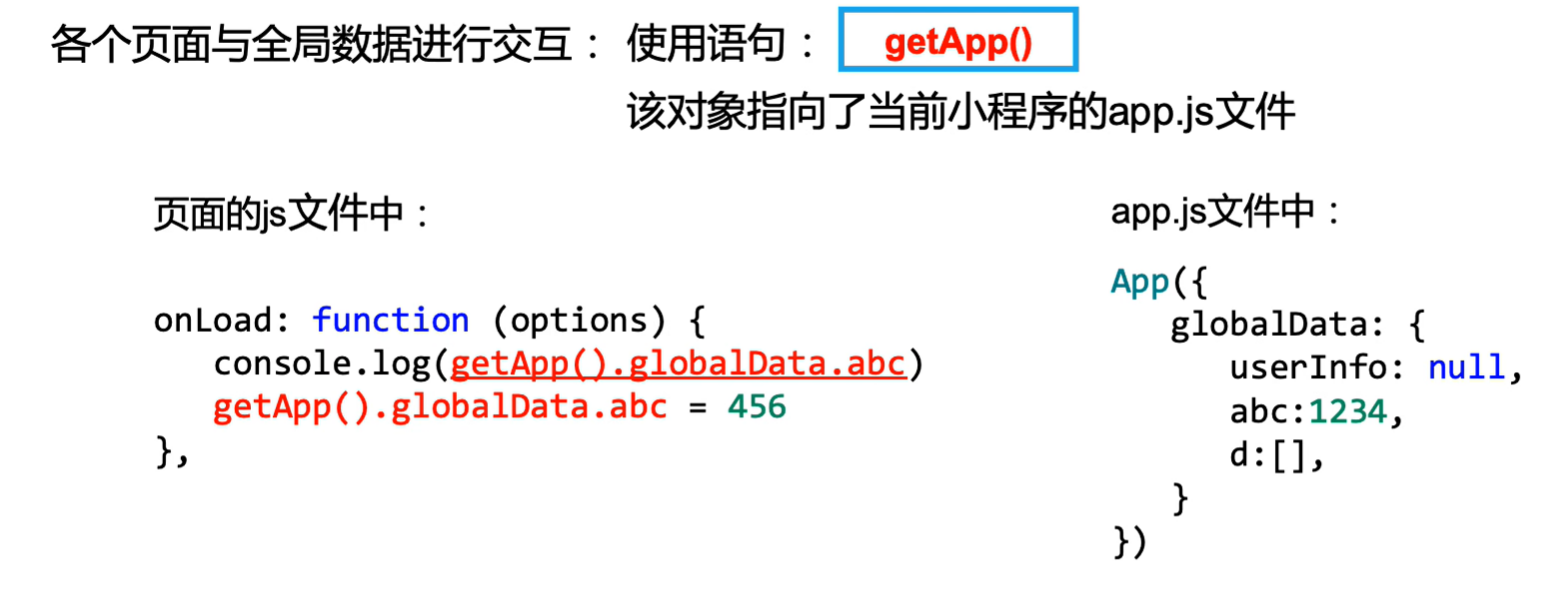 各个页面与全局数据进行交互： 使用语句： getApp()
该对象指向了当前小程序的app.js文件
页面的js文件中：
onLoad: function (options) {
console.log(getApp().globalData.abc)
getApp().globalData.abc = 456
},
app.js文件中：
App({
globalData: {
userInfo: null,
abc:1234,
d:[],
}
})